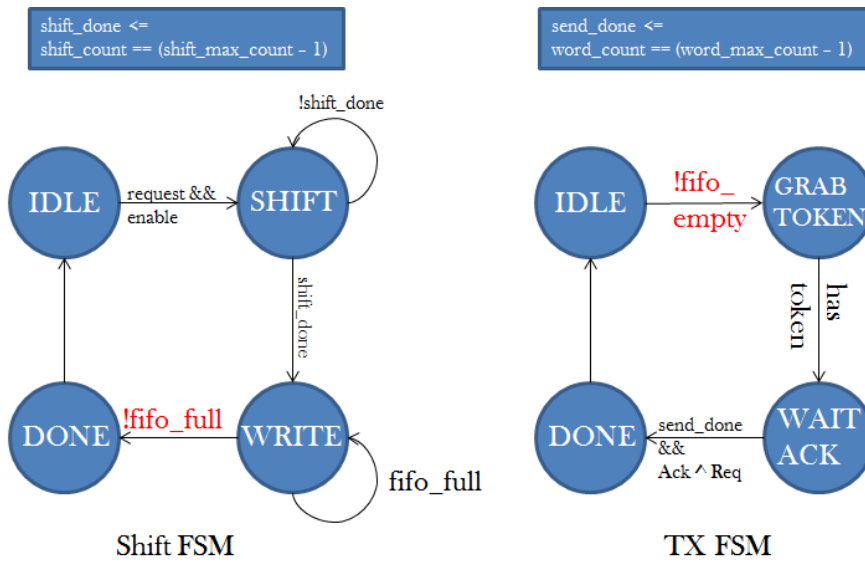 shift_done <=
shift_count == (shift_max_count – 1)
send_done <=
word_count == (word_max_count – 1)
!shift_done
IDLE
request &&
enable
SHIFT
shift_done
DONE
!fifo_full
WRITE
fifo_full
Shift FSM
IDLE
!fifo_
empty
GRAB
TOKEN
has
token
DONE
send_done
&&
Ack ^ Req
WAIT
ACK
TX FSM